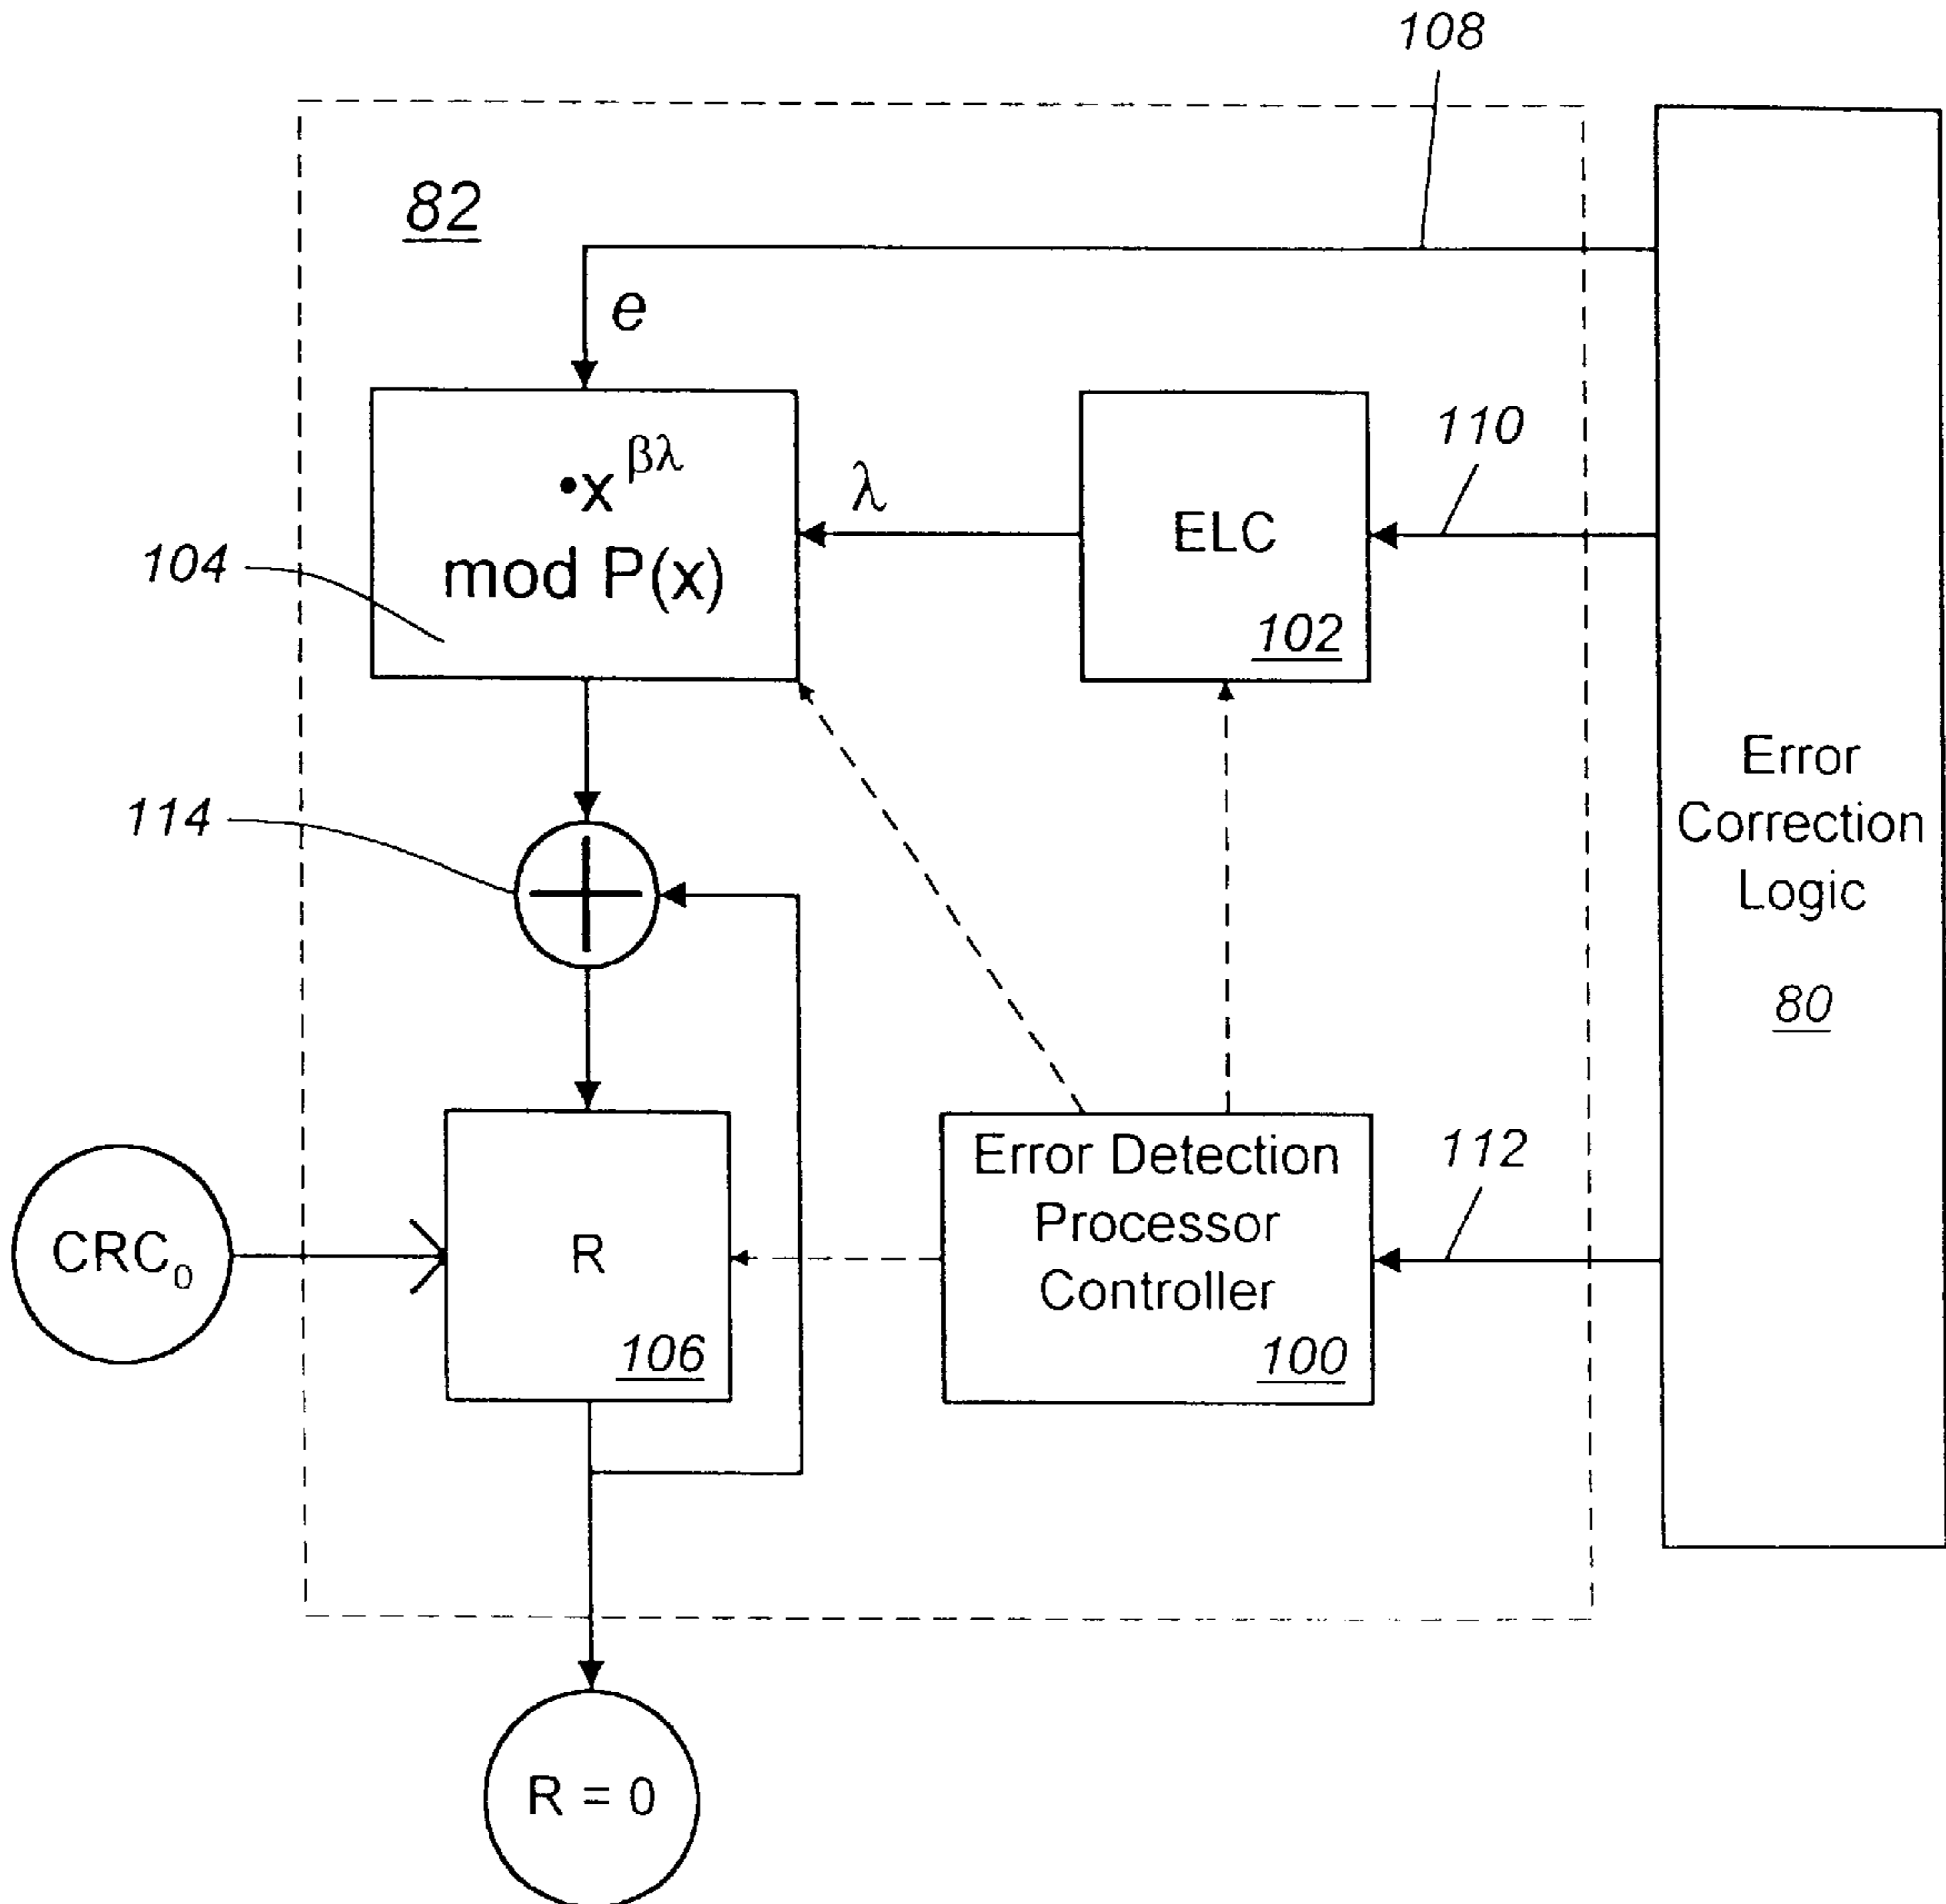 108
82
e
•x^βλ
mod P(x)
104
λ
ELC
102
110
Error
Correction
Logic
80
114
CRC₀
R
106
Error Detection
Processor
Controller
100
112
R = 0